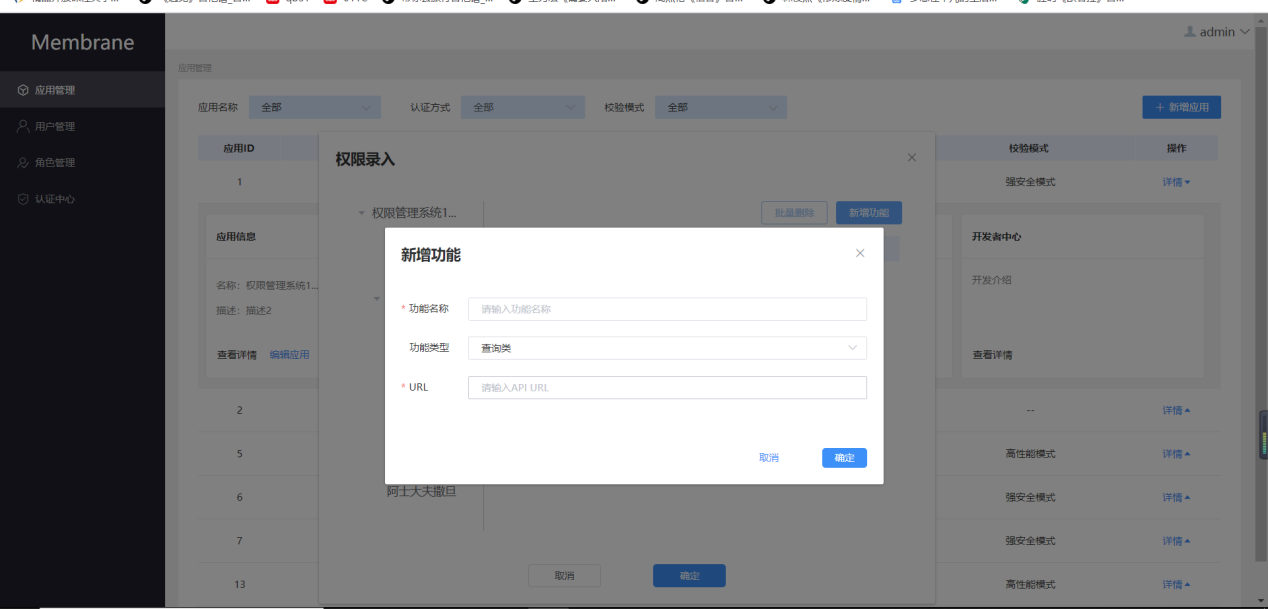 Membrane
admin
应用管理
用户管理
角色管理
认证中心
应用管理
应用名称 全部 认证方式 全部 校验模式 全部 + 新增应用
应用ID 校验模式 操作
1 强安全模式 详情
权限录入
权限管理系统1... 批量删除 新增功能
应用信息 开发者中心
名称：权限管理系统1... 开发介绍
描述：描述2
查看详情 编辑应用 查看详情
新增功能
* 功能名称 请输入功能名称
功能类型 查询类
* URL 请输入API URL
取消 确定
2 -- 详情
5 高性能模式 详情
阿士大夫撒旦
6 强安全模式 详情
7 强安全模式 详情
取消 确定
13 高性能模式 详情